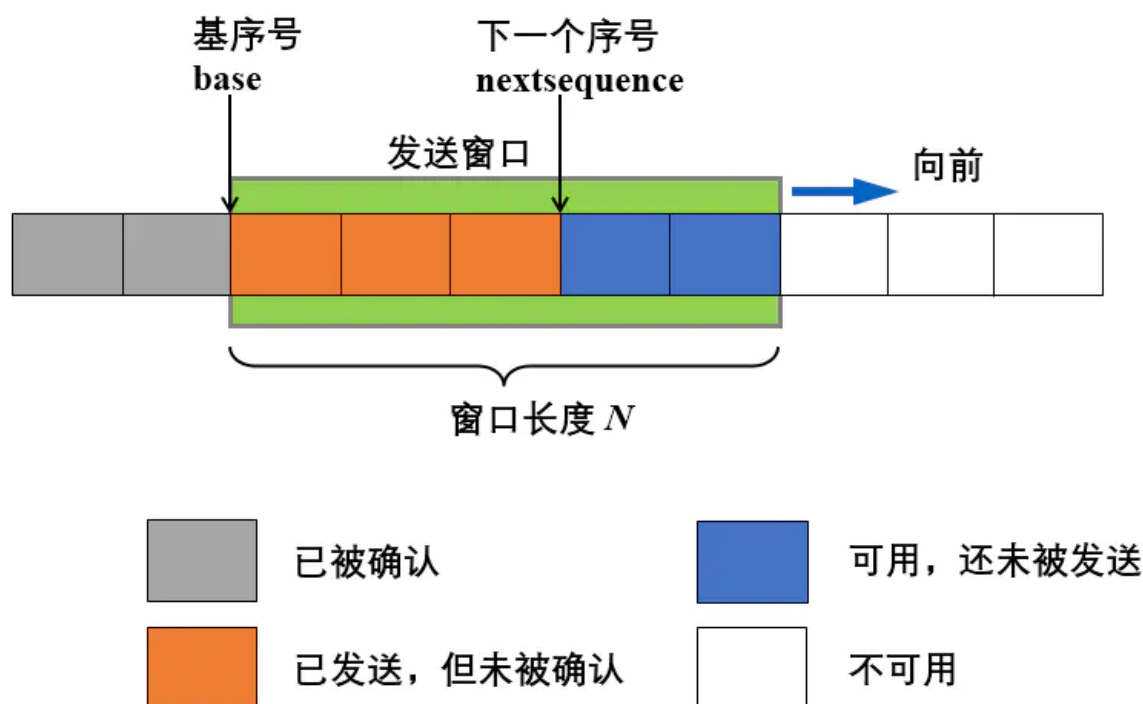 基序号
base
下一个序号
nextsequence
发送窗口
向前
窗口长度 N
已被确认
可用，还未被发送
已发送，但未被确认
不可用